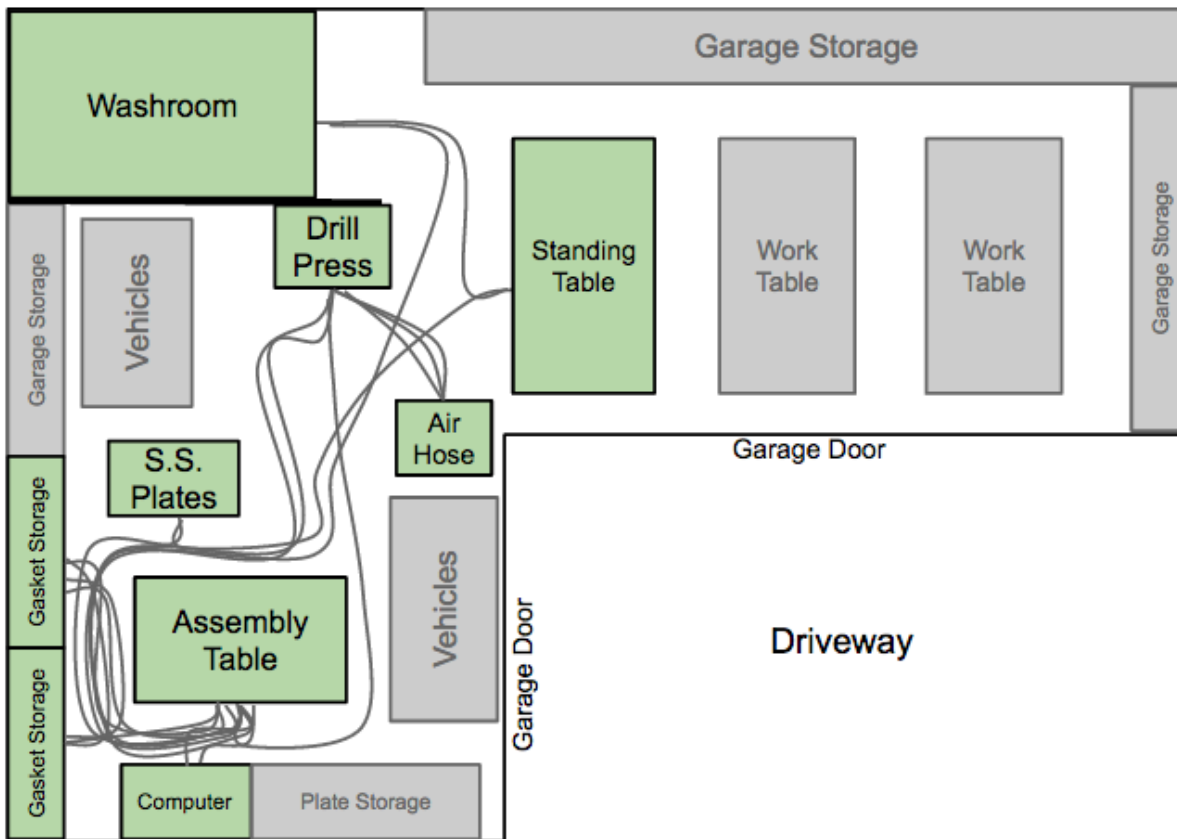 Garage Storage
Washroom
Drill
Press
Standing
Table
Work
Table
Work
Table
Garage Storage
Garage Storage
Vehicles
Air
Hose
Garage Door
S.S.
Plates
Gasket Storage
Vehicles
Assembly
Table
Garage Door
Driveway
Gasket Storage
Computer
Plate Storage